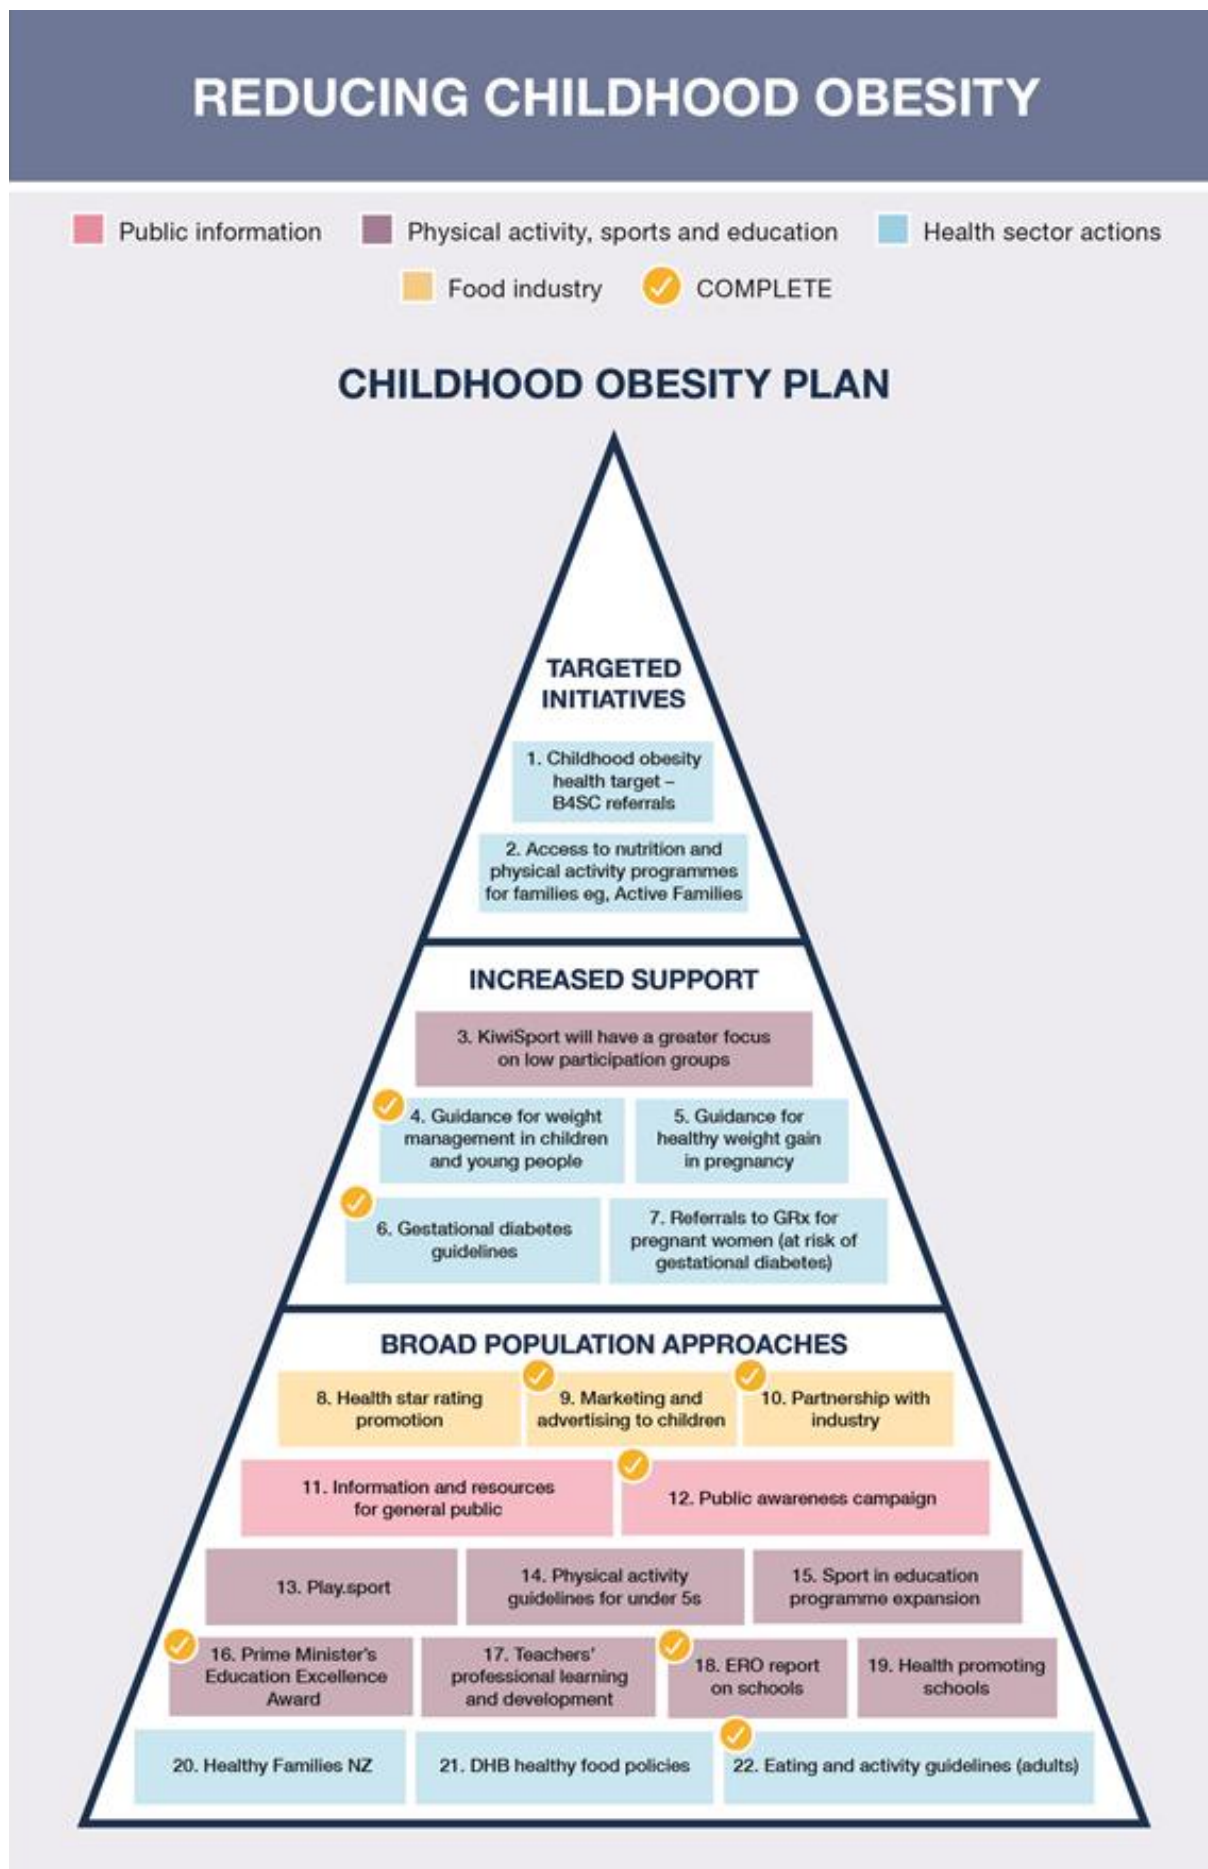 REDUCING CHILDHOOD OBESITY
Public information
Physical activity, sports and education
Health sector actions
Food industry
COMPLETE
CHILDHOOD OBESITY PLAN
TARGETED
INITIATIVES
1. Childhood obesity
health target –
B4SC referrals
2. Access to nutrition and
physical activity programmes
for families eg, Active Families
INCREASED SUPPORT
3. KiwiSport will have a greater focus
on low participation groups
4. Guidance for weight
management in children
and young people
5. Guidance for
healthy weight gain
in pregnancy
6. Gestational diabetes
guidelines
7. Referrals to GRx for
pregnant women (at risk of
gestational diabetes)
BROAD POPULATION APPROACHES
8. Health star rating
promotion
9. Marketing and
advertising to children
10. Partnership with
industry
11. Information and resources
for general public
12. Public awareness campaign
13. Play.sport
14. Physical activity
guidelines for under 5s
15. Sport in education
programme expansion
16. Prime Minister's
Education Excellence
Award
17. Teachers'
professional learning
and development
18. ERO report
on schools
19. Health promoting
schools
20. Healthy Families NZ
21. DHB healthy food policies
22. Eating and activity guidelines (adults)